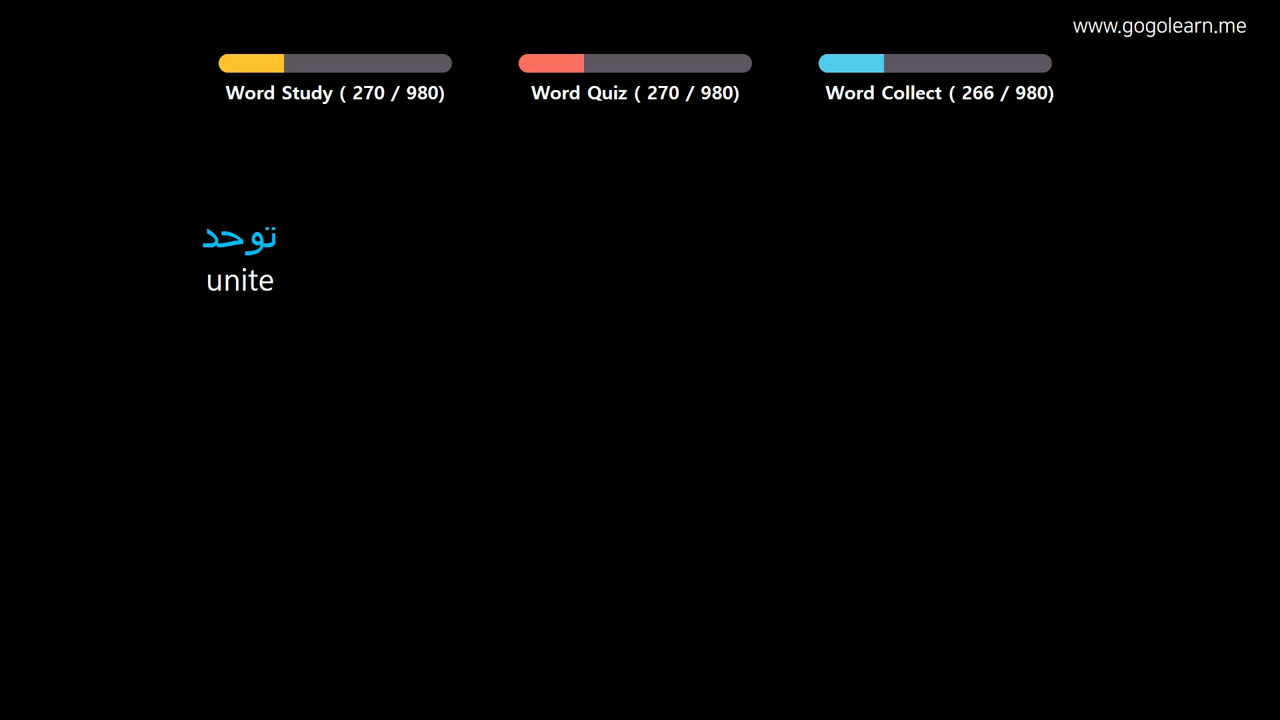 www.gogolearn.me
Word Study ( 270 / 980)
Word Quiz ( 270 / 980)
Word Collect ( 266 / 980)
توحد
unite